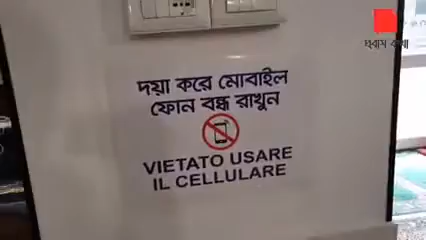 দয়া করে মোবাইল
ফোন বন্ধ রাখুন
VIETATO USARE
IL CELLULARE